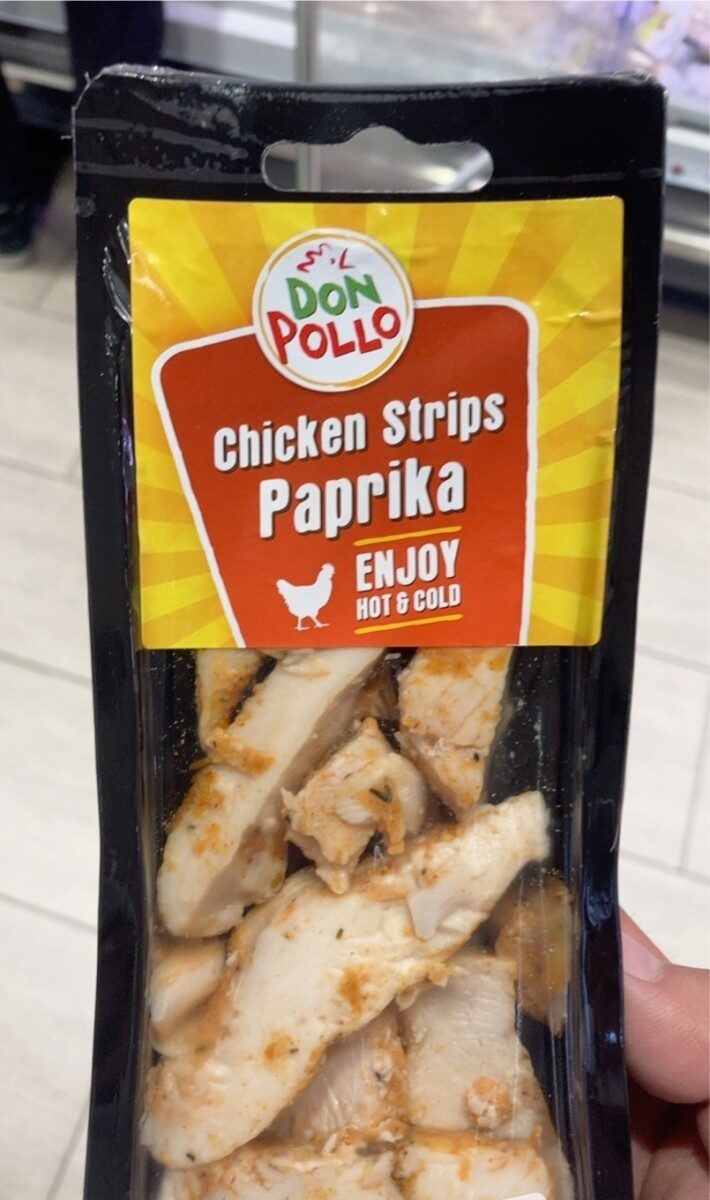 DON
POLLO
Chicken Strips
Paprika
ENJOY
HOT & COLD